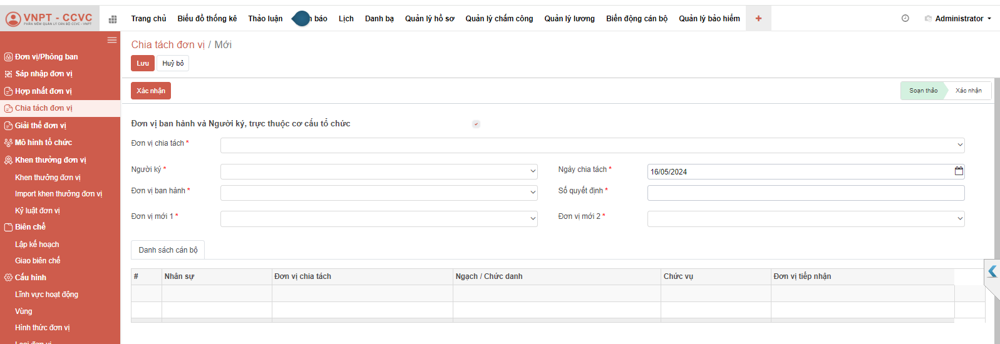 VNPT - CCVC
PHẦN MỀM QUẢN LÝ CÁN BỘ CCVC - VNPT
Trang chủ Biểu đồ thống kê Thảo luận báo Lịch Danh bạ Quản lý hồ sơ Quản lý chấm công Quản lý lương Biến động cán bộ Quản lý bảo hiểm + Administrator
Đơn vị/Phòng ban
Sáp nhập đơn vị
Hợp nhất đơn vị
Chia tách đơn vị
Giải thể đơn vị
Mô hình tổ chức
Khen thưởng đơn vị
Khen thưởng đơn vị
Import khen thưởng đơn vị
Kỷ luật đơn vị
Biên chế
Lập kế hoạch
Giao biên chế
Cấu hình
Lĩnh vực hoạt động
Vùng
Hình thức đơn vị
Loại đơn vị
Chia tách đơn vị / Mới
Lưu Huỷ bỏ
Xác nhận
Soạn thảo Xác nhận
Đơn vị ban hành và Người ký, trực thuộc cơ cấu tổ chức
Đơn vị chia tách *
Người ký * Ngày chia tách * 16/05/2024
Đơn vị ban hành * Số quyết định *
Đơn vị mới 1 * Đơn vị mới 2 *
Danh sách cán bộ
# Nhân sự Đơn vị chia tách Ngạch / Chức danh Chức vụ Đơn vị tiếp nhận